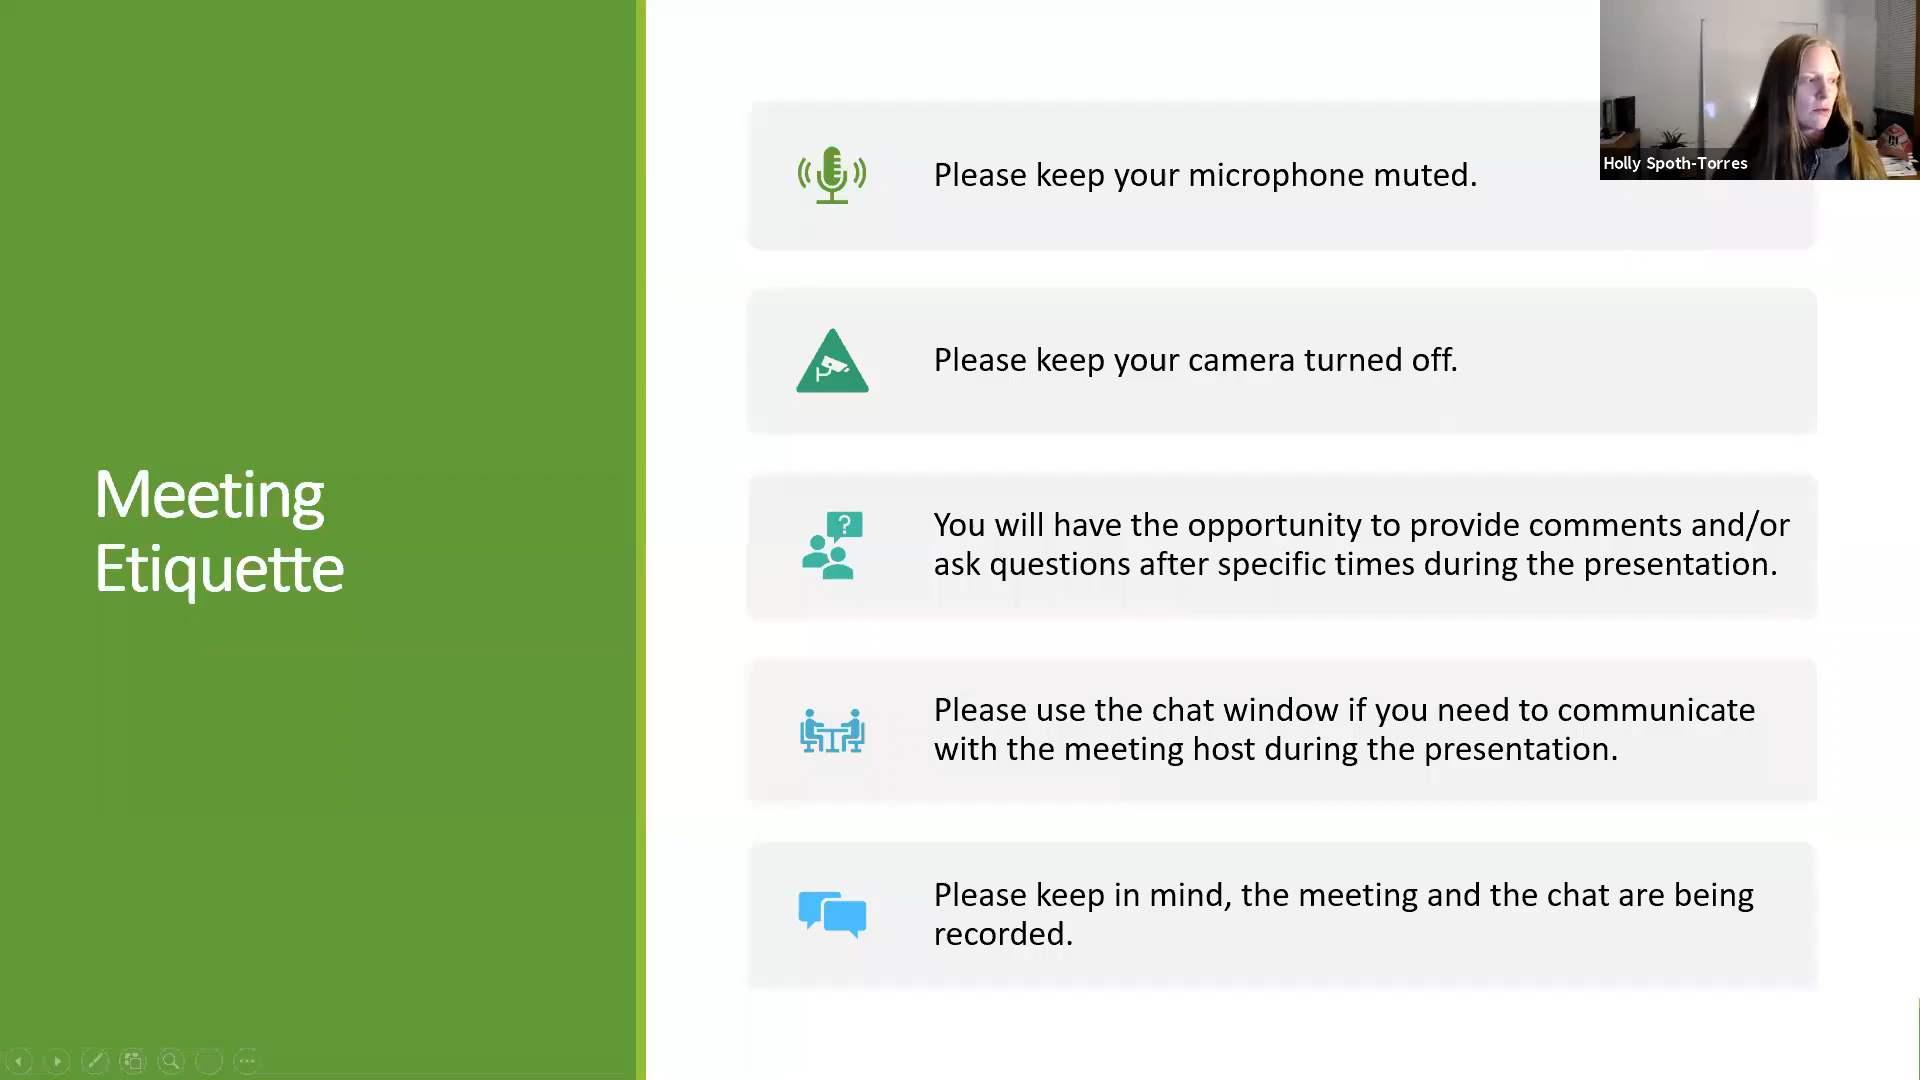 Meeting
Etiquette
Please keep your microphone muted.
Please keep your camera turned off.
?
You will have the opportunity to provide comments and/or
ask questions after specific times during the presentation.
Please use the chat window if you need to communicate
with the meeting host during the presentation.
Please keep in mind, the meeting and the chat are being
recorded.
Holly Spoth-Torres